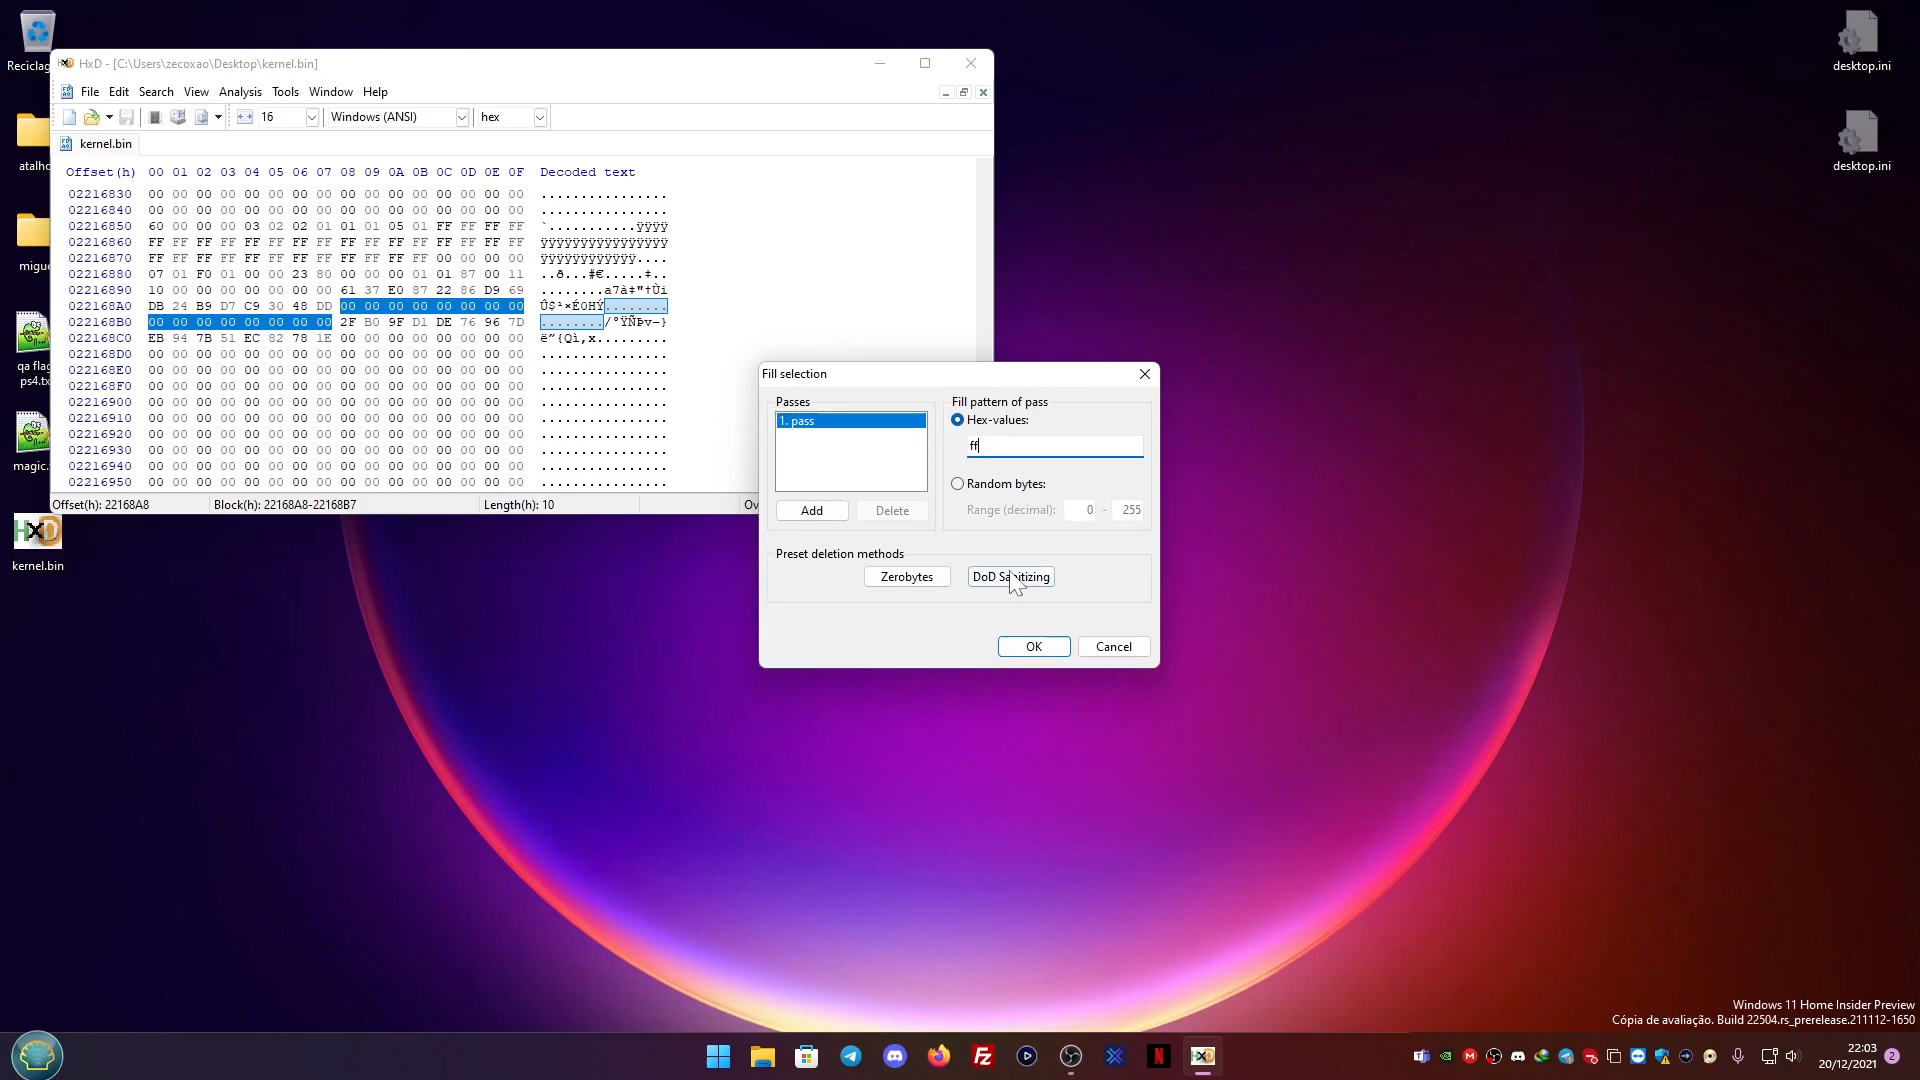 Reciclag
atalho
migue
qa flag
ps4.tx
magic.
HxD
kernel.bin
desktop.ini
desktop.ini
HxD - [C:\Users\zecoxao\Desktop\kernel.bin]
File Edit Search View Analysis Tools Window Help
16 Windows (ANSI) hex
kernel.bin
Offset(h) 00 01 02 03 04 05 06 07 08 09 0A 0B 0C 0D 0E 0F Decoded text
02216830 00 00 00 00 00 00 00 00 00 00 00 00 00 00 00 00 ................
02216840 00 00 00 00 00 00 00 00 00 00 00 00 00 00 00 00 ................
02216850 60 00 00 00 03 02 02 01 01 01 05 01 FF FF FF FF `...........ÿÿÿÿ
02216860 FF FF FF FF FF FF FF FF FF FF FF FF FF FF FF FF ÿÿÿÿÿÿÿÿÿÿÿÿÿÿÿÿ
02216870 FF FF FF FF FF FF FF FF FF FF FF FF 00 00 00 00 ÿÿÿÿÿÿÿÿÿÿÿÿ....
02216880 07 01 F0 01 00 00 23 80 00 00 00 01 01 87 00 11 ..ð...#€.....‡..
02216890 10 00 00 00 00 00 00 00 61 37 E0 87 22 86 D9 69 ........a7à‡"†Ùi
022168A0 DB 24 B9 D7 C9 30 48 DD 00 00 00 00 00 00 00 00 Û$¹×É0HÝ........
022168B0 00 00 00 00 00 00 00 00 2F B0 9F D1 DE 76 96 7D ......../°ŸÑÞv–}
022168C0 EB 94 7B 51 EC 82 78 1E 00 00 00 00 00 00 00 00 ë”{Qì‚x.........
022168D0 00 00 00 00 00 00 00 00 00 00 00 00 00 00 00 00 ................
022168E0 00 00 00 00 00 00 00 00 00 00 00 00 00 00 00 00 ................
022168F0 00 00 00 00 00 00 00 00 00 00 00 00 00 00 00 00 ................
02216900 00 00 00 00 00 00 00 00 00 00 00 00 00 00 00 00 ................
02216910 00 00 00 00 00 00 00 00 00 00 00 00 00 00 00 00 ................
02216920 00 00 00 00 00 00 00 00 00 00 00 00 00 00 00 00 ................
02216930 00 00 00 00 00 00 00 00 00 00 00 00 00 00 00 00 ................
02216940 00 00 00 00 00 00 00 00 00 00 00 00 00 00 00 00 ................
02216950 00 00 00 00 00 00 00 00 00 00 00 00 00 00 00 00 ................
Offset(h): 22168A8 Block(h): 22168A8-22168B7 Length(h): 10 Ov
Fill selection
Passes
1. pass
Add Delete
Fill pattern of pass
Hex-values:
ff
Random bytes:
Range (decimal): 0 - 255
Preset deletion methods
Zerobytes DoD Sanitizing
OK Cancel
Windows 11 Home Insider Preview
Cópia de avaliação. Build 22504.rs_prerelease.211112-1650
22:03
20/12/2021
2